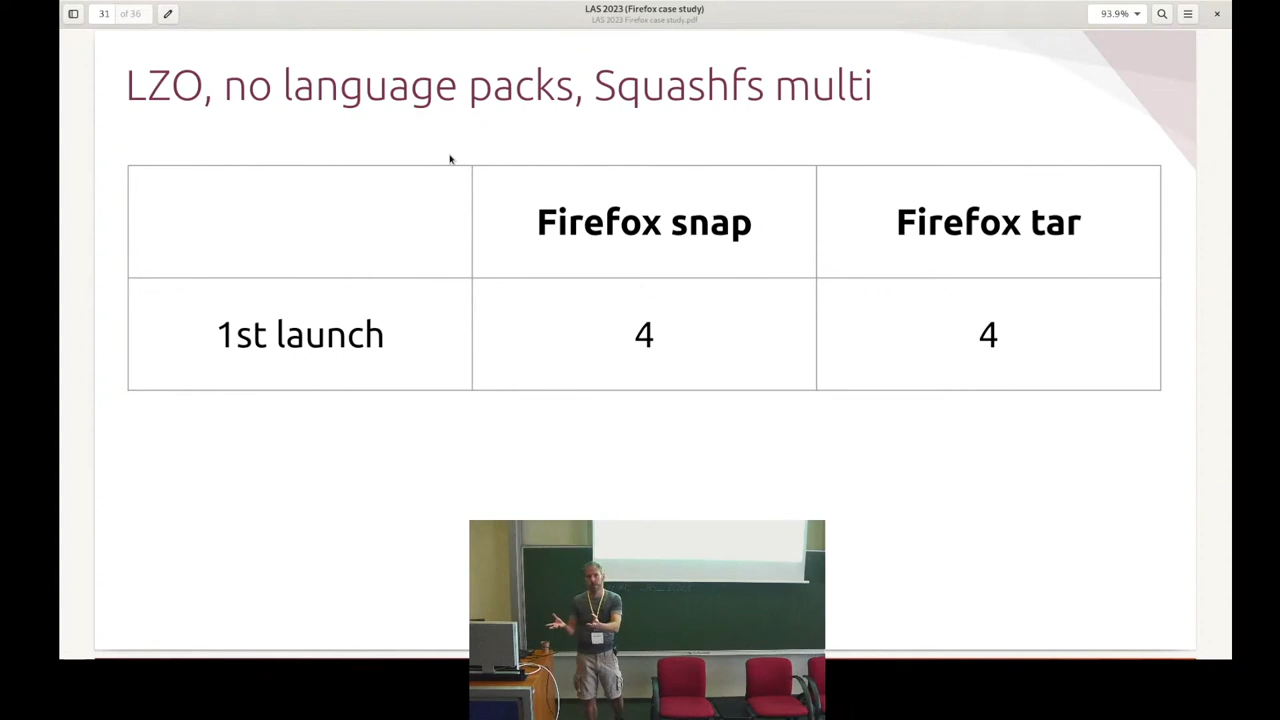 31 of 36
LAS 2023 (Firefox case study)
LAS 2023 Firefox case study.pdf
93.9%
LZO, no language packs, Squashfs multi
Firefox snap
Firefox tar
1st launch
4
4